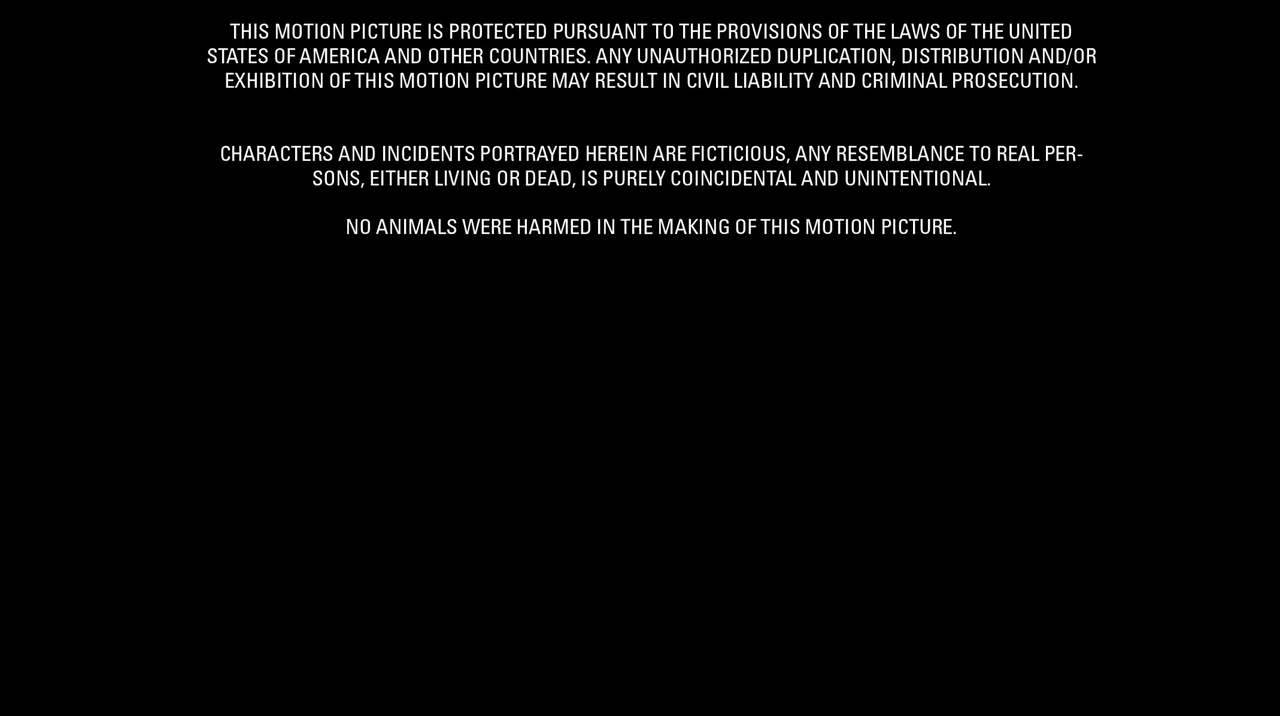 THIS MOTION PICTURE IS PROTECTED PURSUANT TO THE PROVISIONS OF THE LAWS OF THE UNITED
STATES OF AMERICA AND OTHER COUNTRIES. ANY UNAUTHORIZED DUPLICATION, DISTRIBUTION AND/OR
EXHIBITION OF THIS MOTION PICTURE MAY RESULT IN CIVIL LIABILITY AND CRIMINAL PROSECUTION.
CHARACTERS AND INCIDENTS PORTRAYED HEREIN ARE FICTICIOUS, ANY RESEMBLANCE TO REAL PER-
SONS, EITHER LIVING OR DEAD, IS PURELY COINCIDENTAL AND UNINTENTIONAL.
NO ANIMALS WERE HARMED IN THE MAKING OF THIS MOTION PICTURE.